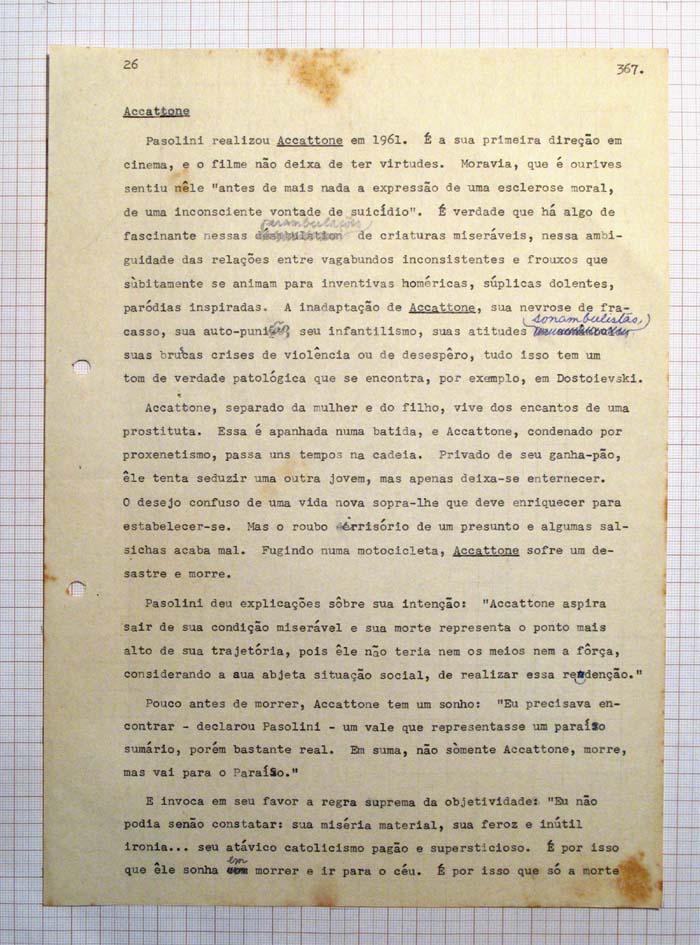 26
367.
Accattone
Pasolini realizou Accattone em 1961. É a sua primeira direção em
cinema, e o filme não deixa de ter virtudes. Moravia, que é ourives
sentiu nêle "antes de mais nada a expressão de uma esclerose moral,
de uma inconsciente vontade de suicídio". É verdade que há algo de
perambulações
fascinante nessas de criaturas miseráveis, nessa ambi-
guidade das relações entre vagabundos inconsistentes e frouxos que
sùbitamente se animam para inventivas homéricas, súplicas dolentes,
paródias inspiradas. A inadaptação de Accattone, sua nevrose de fra-
sonambulistas,
casso, sua auto-punição, seu infantilismo, suas atitudes
suas brutas crises de violência ou de desespêro, tudo isso tem um
tom de verdade patológica que se encontra, por exemplo, em Dostoievski.
Accattone, separado da mulher e do filho, vive dos encantos de uma
prostituta. Essa é apanhada numa batida, e Accattone, condenado por
proxenetismo, passa uns tempos na cadeia. Privado de seu ganha-pão,
êle tenta seduzir uma outra jovem, mas apenas deixa-se enternecer.
O desejo confuso de uma vida nova sopra-lhe que deve enriquecer para
estabelecer-se. Mas o roubo de um presunto e algumas sal-
sichas acaba mal. Fugindo numa motocicleta, Accattone sofre um de-
sastre e morre.
Pasolini deu explicações sôbre sua intenção: "Accattone aspira
sair de sua condição miserável e sua morte representa o ponto mais
alto de sua trajetória, pois êle não teria nem os meios nem a fôrça,
considerando a sua abjeta situação social, de realizar essa redenção."
Pouco antes de morrer, Accattone tem um sonho: "Eu precisava en-
contrar - declarou Pasolini - um vale que representasse um paraíso
sumário, porém bastante real. Em suma, não sòmente Accattone, morre,
mas vai para o Paraíso."
E invoca em seu favor a regra suprema da objetividade: "Eu não
podia senão constatar: sua miséria material, sua feroz e inútil
ironia... seu atávico catolicismo pagão e supersticioso. É por isso
em
que êle sonha morrer e ir para o céu. É por isso que só a morte